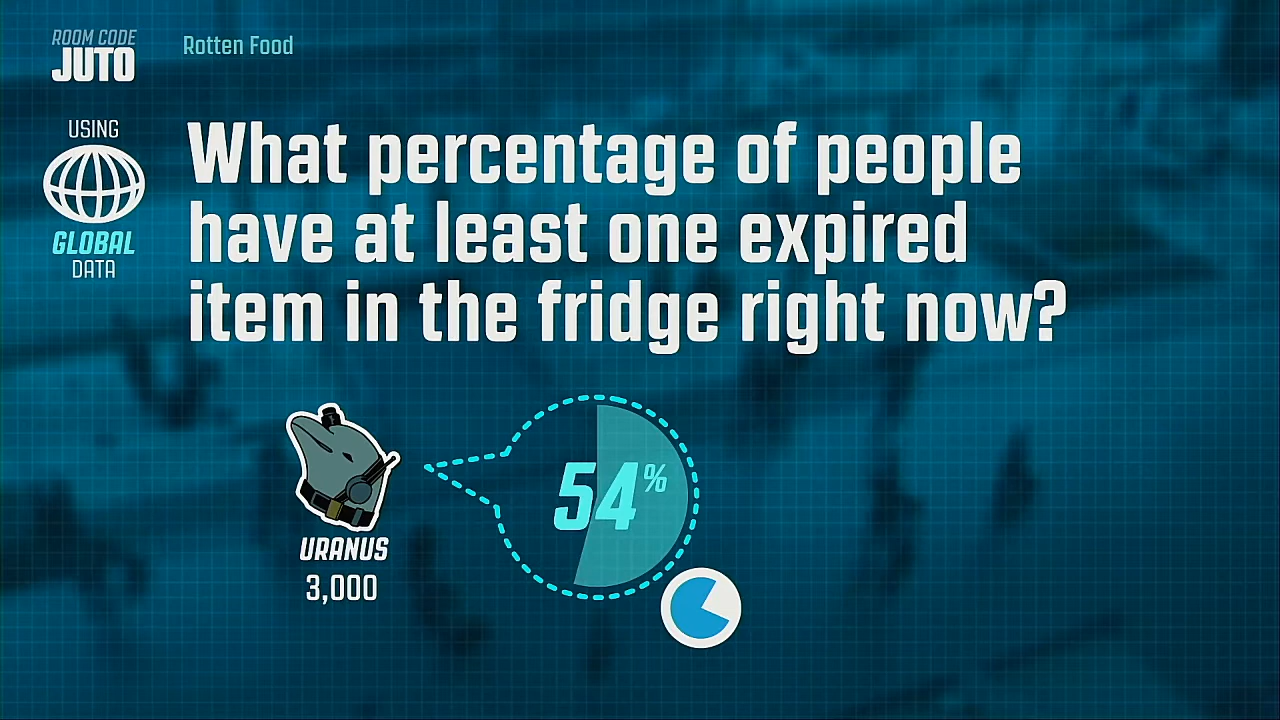 ROOM CODE
JUTO
Rotten Food
USING
GLOBAL
DATA
What percentage of people
have at least one expired
item in the fridge right now?
54%
URANUS
3,000